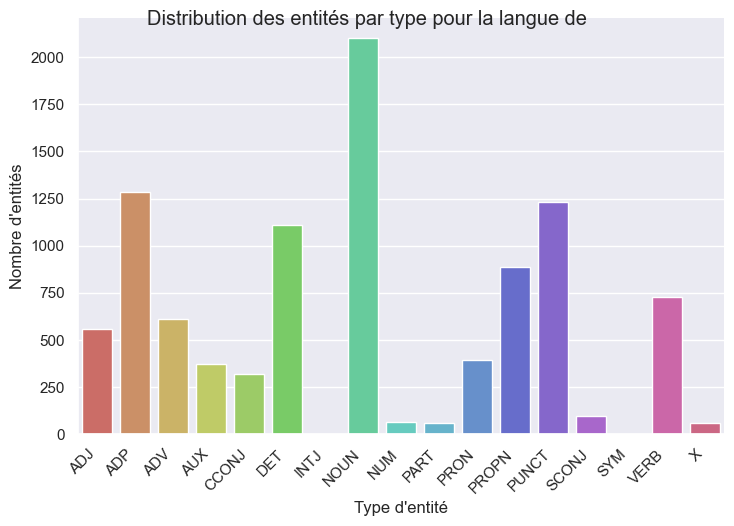 Distribution des entités par type pour la langue de
Nombre d'entités
2000
1750
1500
1250
1000
750
500
250
0
ADJ
ADP
ADV
AUX
CCONJ
DET
INTJ
NOUN
NUM
PART
PRON
PROPN
PUNCT
SCONJ
SYM
VERB
X
Type d'entité